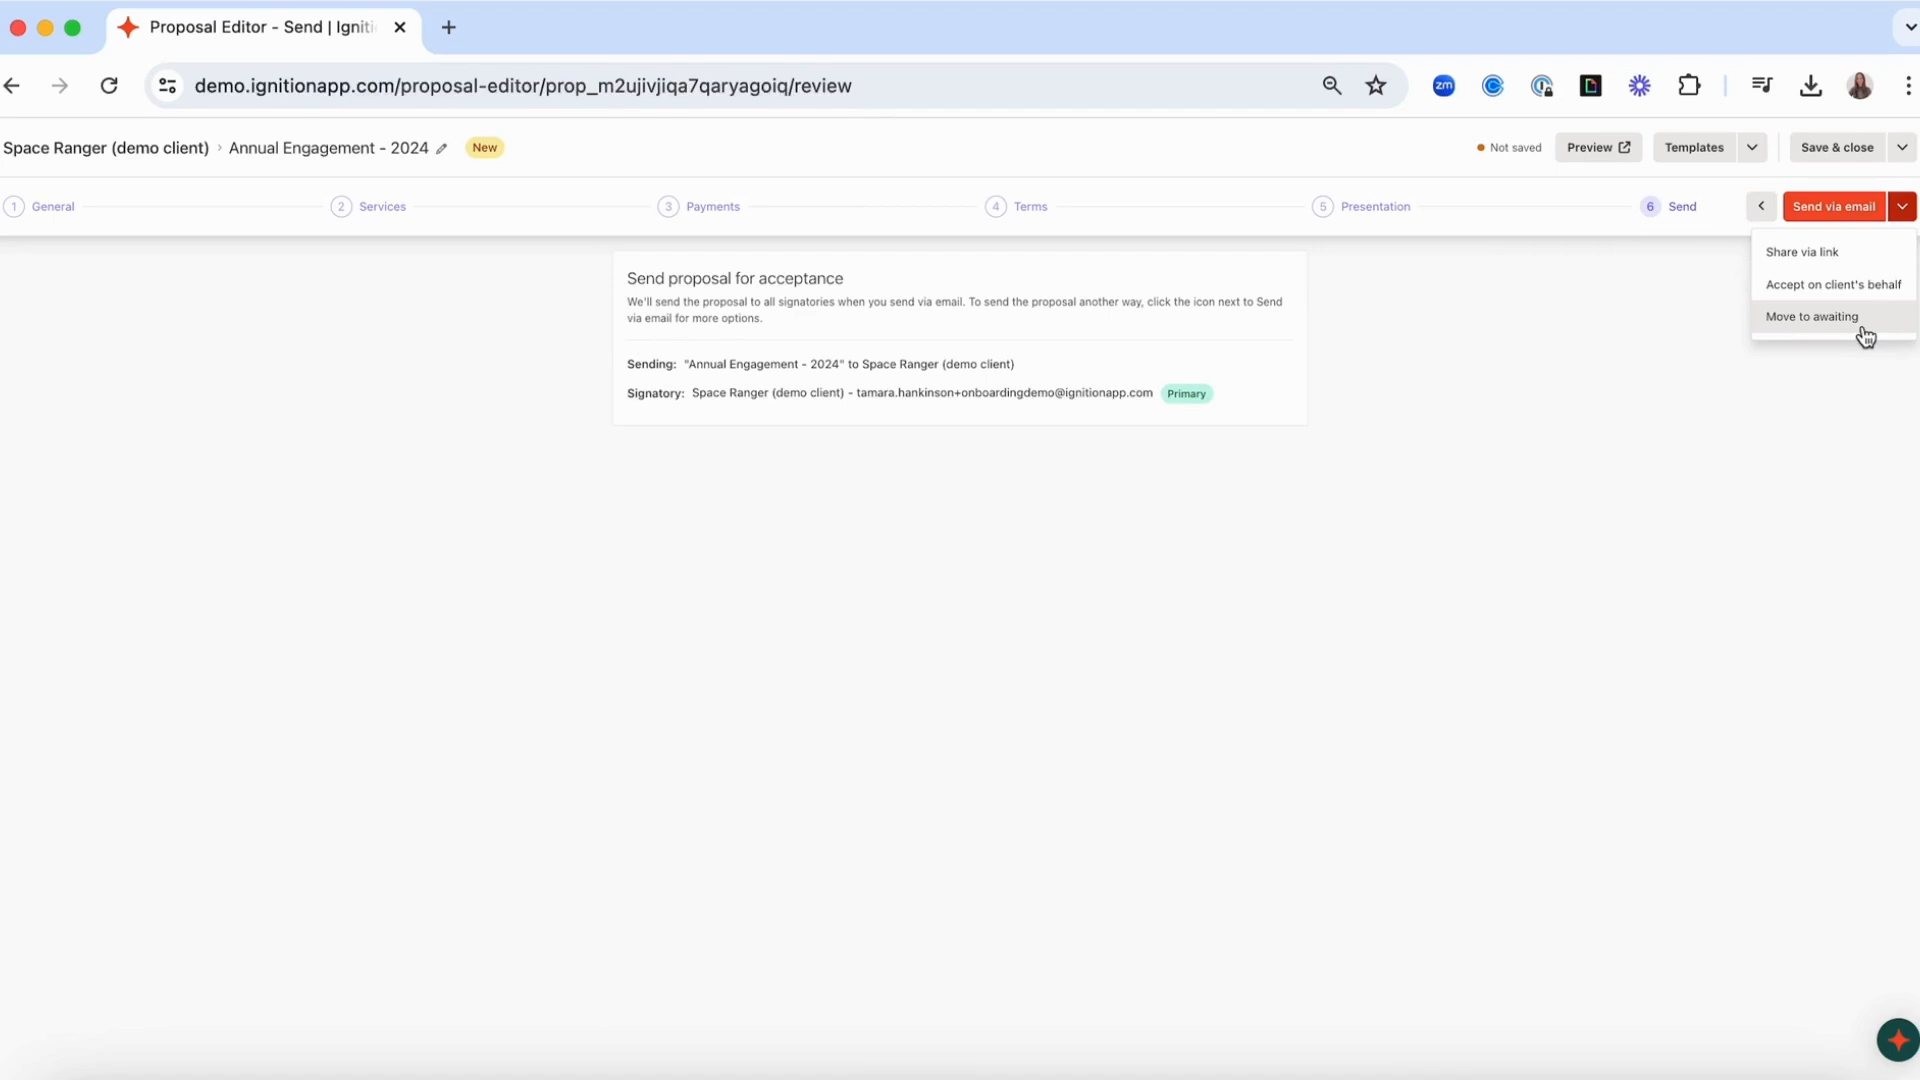 Proposal Editor - Send | Igniti
demo.ignitionapp.com/proposal-editor/prop_m2ujivjiqa7qaryagoiq/review
zm
Space Ranger (demo client) › Annual Engagement - 2024 New
Not saved Preview Templates Save & close
1 General 2 Services 3 Payments 4 Terms 5 Presentation 6 Send Send via email
Share via link
Accept on client's behalf
Move to awaiting
Send proposal for acceptance
We'll send the proposal to all signatories when you send via email. To send the proposal another way, click the icon next to Send
via email for more options.
Sending: "Annual Engagement - 2024" to Space Ranger (demo client)
Signatory: Space Ranger (demo client) - tamara.hankinson+onboardingdemo@ignitionapp.com Primary